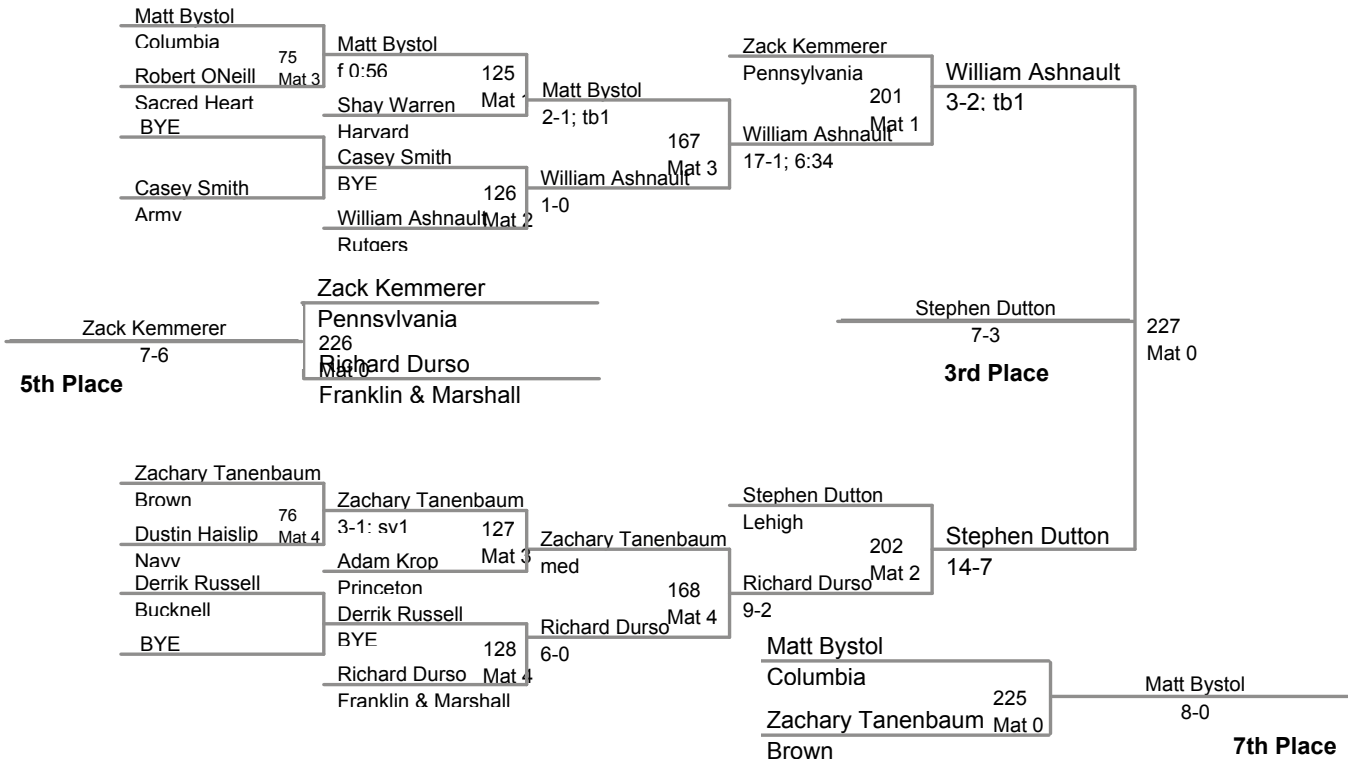 Matt Bystol
Columbia
75
Mat 3
Robert ONeill
Sacred Heart
BYE
Casey Smith
Army
Matt Bystol
f 0:56
125
Mat 1
Shay Warren
Harvard
Casey Smith
BYE
126
Mat 2
William Ashnault
Rutgers
Matt Bystol
2-1; tb1
167
Mat 3
William Ashnault
1-0
Zack Kemmerer
Pennsylvania
201
Mat 1
William Ashnault
17-1; 6:34
William Ashnault
3-2; tb1
Zack Kemmerer
Pennsylvania
226
Mat 0
Richard Durso
Franklin & Marshall
Zack Kemmerer
7-6
5th Place
Stephen Dutton
7-3
3rd Place
227
Mat 0
Zachary Tanenbaum
Brown
76
Mat 4
Dustin Haislip
Navy
Derrik Russell
Bucknell
BYE
Zachary Tanenbaum
3-1; sv1
127
Mat 3
Adam Krop
Princeton
Derrik Russell
BYE
128
Mat 4
Richard Durso
Franklin & Marshall
Zachary Tanenbaum
med
168
Mat 4
Richard Durso
6-0
Stephen Dutton
Lehigh
202
Mat 2
Richard Durso
9-2
Stephen Dutton
14-7
Matt Bystol
Columbia
225
Mat 0
Zachary Tanenbaum
Brown
Matt Bystol
8-0
7th Place